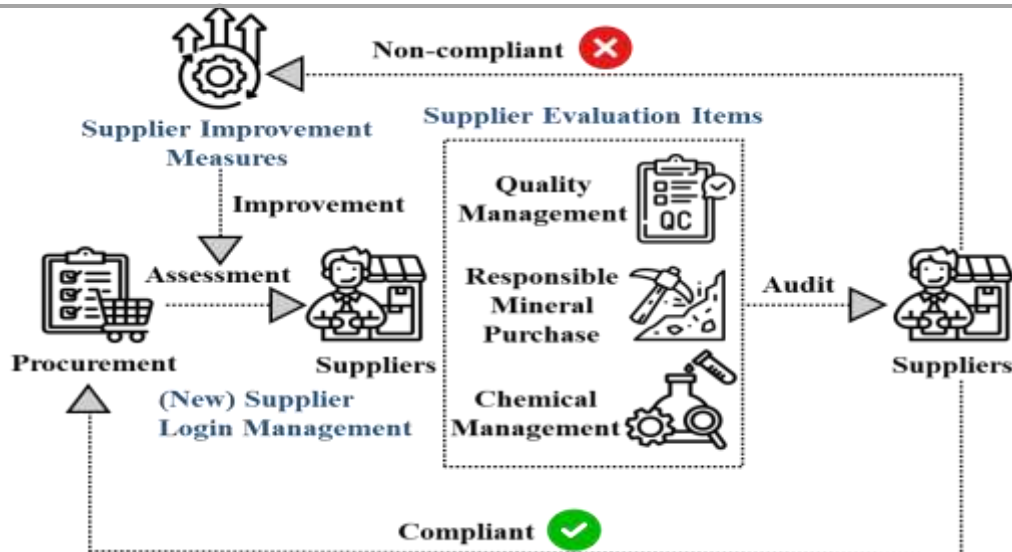 Non-compliant
Supplier Improvement
Measures
Supplier Evaluation Items
Improvement
Quality
Management
QC
Assessment
Responsible
Mineral
Purchase
Audit
Procurement
Suppliers
Suppliers
(New) Supplier
Login Management
Chemical
Management
Compliant